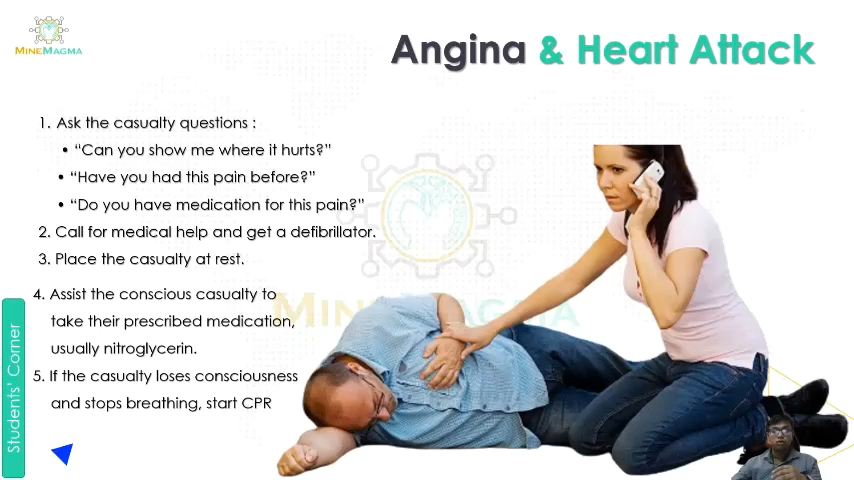 MINEMAGMA
Angina & Heart Attack
1. Ask the casualty questions :
• “Can you show me where it hurts?”
• “Have you had this pain before?”
• “Do you have medication for this pain?”
2. Call for medical help and get a defibrillator.
3. Place the casualty at rest.
4. Assist the conscious casualty to
take their prescribed medication,
usually nitroglycerin.
5. If the casualty loses consciousness
and stops breathing, start CPR
MINEMAGMA
Students' Corner